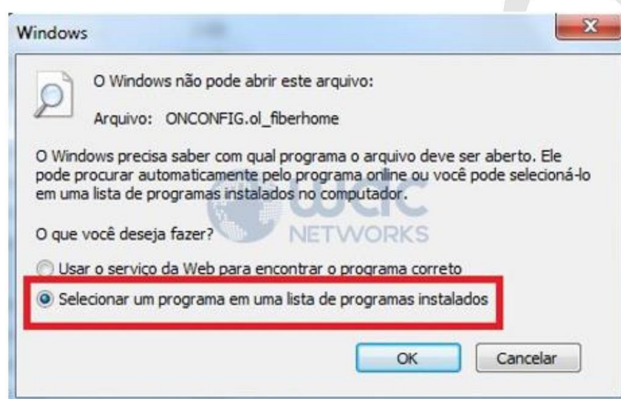 Windows
O Windows não pode abrir este arquivo:
Arquivo: ONCONFIG.ol_fiberhome
O Windows precisa saber com qual programa o arquivo deve ser aberto. Ele
pode procurar automaticamente pelo programa online ou você pode selecioná-lo
em uma lista de programas instalados no computador.
wdc
NETWORKS
O que você deseja fazer?
Usar o serviço da Web para encontrar o programa correto
Selecionar um programa em uma lista de programas instalados
OK
Cancelar